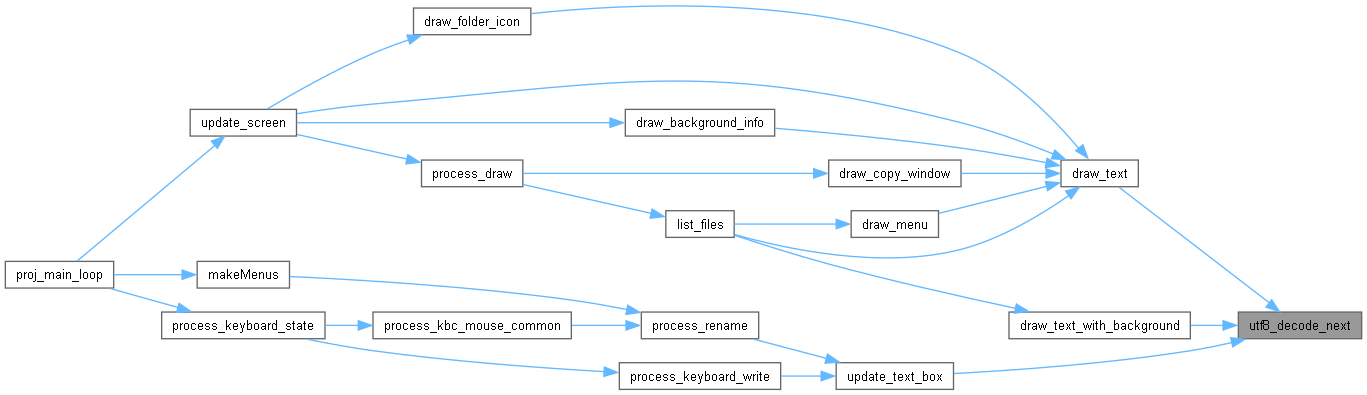 draw_folder_icon
update_screen
draw_background_info
process_draw
draw_copy_window
draw_text
list_files
draw_menu
proj_main_loop
makeMenus
process_keyboard_state
process_kbc_mouse_common
process_rename
draw_text_with_background
utf8_decode_next
process_keyboard_write
update_text_box